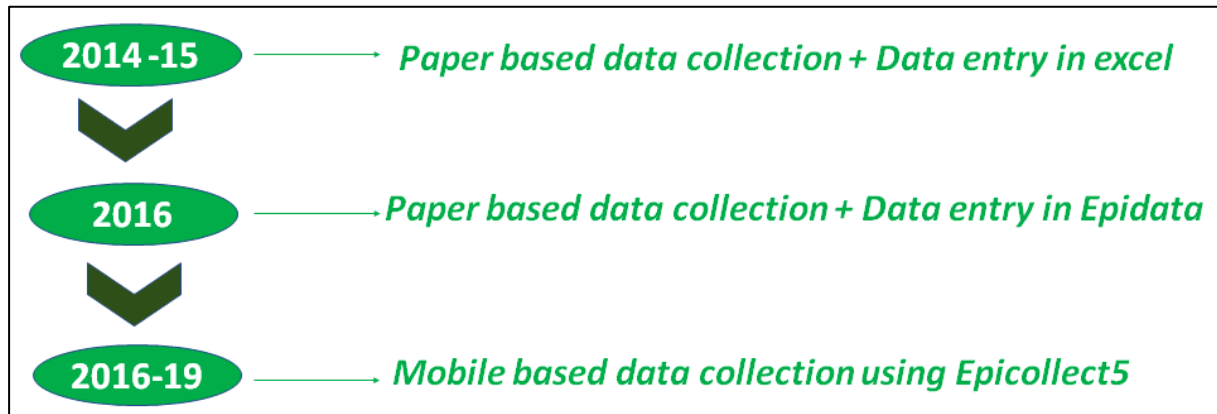 2014 -15
Paper based data collection + Data entry in excel
2016
Paper based data collection + Data entry in Epidata
2016-19
Mobile based data collection using Epicollect5